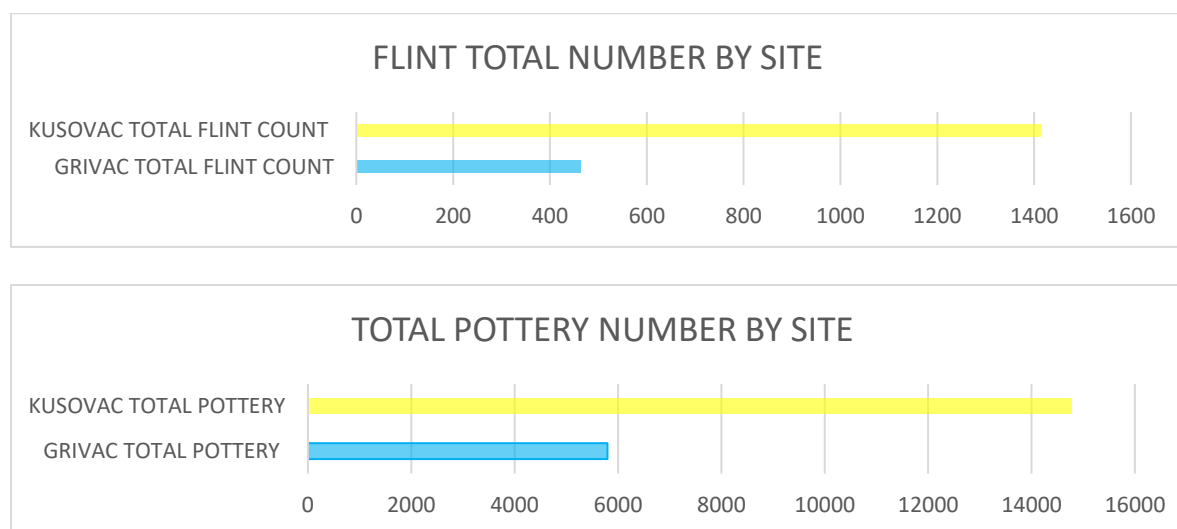 FLINT TOTAL NUMBER BY SITE
KUSOVAC TOTAL FLINT COUNT
GRIVAC TOTAL FLINT COUNT
0 200 400 600 800 1000 1200 1400 1600
TOTAL POTTERY NUMBER BY SITE
KUSOVAC TOTAL POTTERY
GRIVAC TOTAL POTTERY
0 2000 4000 6000 8000 10000 12000 14000 16000